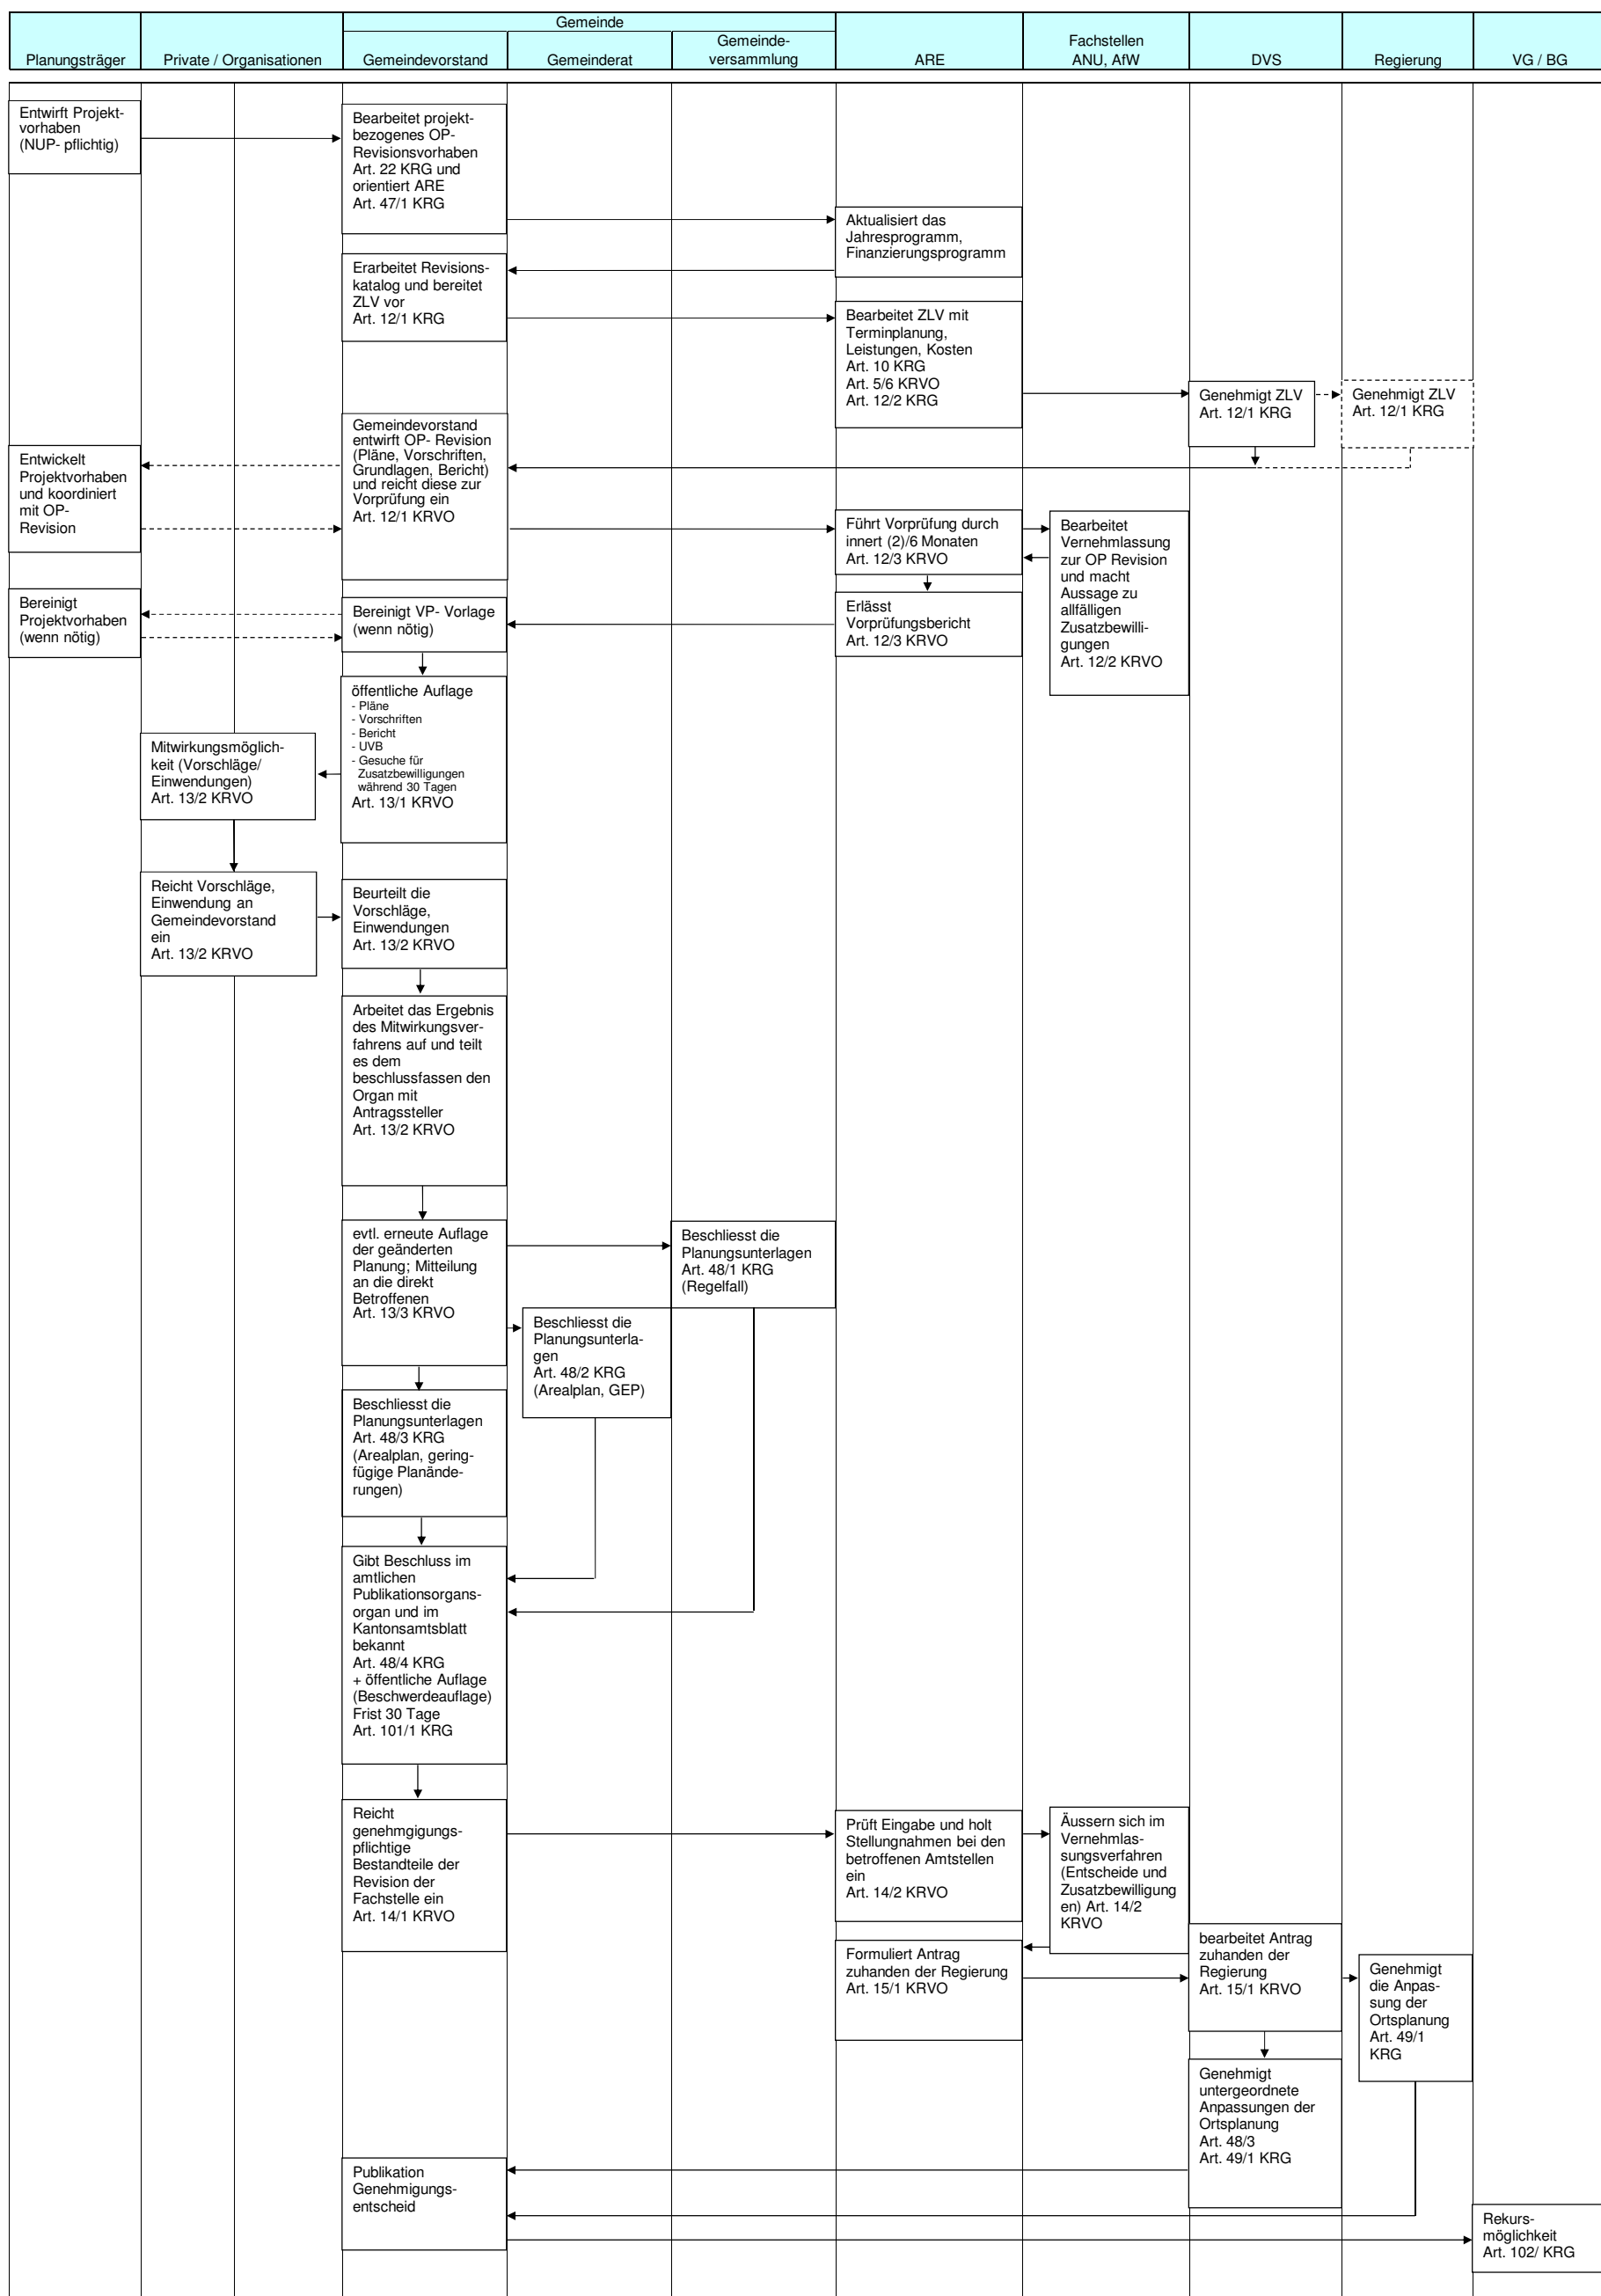 Gemeinde
Planungsträger
Private / Organisationen
Gemeindevorstand
Gemeinderat
Gemeinde-
versammlung
ARE
Fachstellen
ANU, AfW
DVS
Regierung
VG / BG
Entwirft Projekt-
vorhaben
(NUP- pflichtig)
Bearbeitet projekt-
bezogenes OP-
Revisionsvorhaben
Art. 22 KRG und
orientiert ARE
Art. 47/1 KRG
Aktualisiert das
Jahresprogramm,
Finanzierungsprogramm
Erarbeitet Revisions-
katalog und bereitet
ZLV vor
Art. 12/1 KRG
Bearbeitet ZLV mit
Terminplanung,
Leistungen, Kosten
Art. 10 KRG
Art. 5/6 KRVO
Art. 12/2 KRG
Genehmigt ZLV
Art. 12/1 KRG
Genehmigt ZLV
Art. 12/1 KRG
Gemeindevorstand
entwirft OP- Revision
(Pläne, Vorschriften,
Grundlagen, Bericht)
und reicht diese zur
Vorprüfung ein
Art. 12/1 KRVO
Entwickelt
Projektvorhaben
und koordiniert
mit OP-
Revision
Führt Vorprüfung durch
innert (2)/6 Monaten
Art. 12/3 KRVO
Bearbeitet
Vernehmlassung
zur OP Revision
und macht
Aussage zu
allfälligen
Zusatzbewilli-
gungen
Art. 12/2 KRVO
Bereinigt
Projektvorhaben
(wenn nötig)
Bereinigt VP- Vorlage
(wenn nötig)
Erlässt
Vorprüfungsbericht
Art. 12/3 KRVO
öffentliche Auflage
- Pläne
- Vorschriften
- Bericht
- UVB
- Gesuche für
Zusatzbewilligungen
während 30 Tagen
Art. 13/1 KRVO
Mitwirkungsmöglich-
keit (Vorschläge/
Einwendungen)
Art. 13/2 KRVO
Reicht Vorschläge,
Einwendung an
Gemeindevorstand
ein
Art. 13/2 KRVO
Beurteilt die
Vorschläge,
Einwendungen
Art. 13/2 KRVO
Arbeitet das Ergebnis
des Mitwirkungsver-
fahrens auf und teilt
es dem
beschlussfassen den
Organ mit
Antragssteller
Art. 13/2 KRVO
evtl. erneute Auflage
der geänderten
Planung; Mitteilung
an die direkt
Betroffenen
Art. 13/3 KRVO
Beschliesst die
Planungsunterlagen
Art. 48/1 KRG
(Regelfall)
Beschliesst die
Planungsunterla-
gen
Art. 48/2 KRG
(Arealplan, GEP)
Beschliesst die
Planungsunterlagen
Art. 48/3 KRG
(Arealplan, gering-
fügige Planände-
rungen)
Gibt Beschluss im
amtlichen
Publikationsorgans-
organ und im
Kantonsamtsblatt
bekannt
Art. 48/4 KRG
+ öffentliche Auflage
(Beschwerdeauflage)
Frist 30 Tage
Art. 101/1 KRG
Reicht
genehmgigungs-
pflichtige
Bestandteile der
Revision der
Fachstelle ein
Art. 14/1 KRVO
Prüft Eingabe und holt
Stellungnahmen bei den
betroffenen Amtstellen
ein
Art. 14/2 KRVO
Äussern sich im
Vernehmlas-
sungsverfahren
(Entscheide und
Zusatzbewilligung
en) Art. 14/2
KRVO
Formuliert Antrag
zuhanden der Regierung
Art. 15/1 KRVO
bearbeitet Antrag
zuhanden der
Regierung
Art. 15/1 KRVO
Genehmigt
die Anpas-
sung der
Ortsplanung
Art. 49/1
KRG
Genehmigt
untergeordnete
Anpassungen der
Ortsplanung
Art. 48/3
Art. 49/1 KRG
Publikation
Genehmigungs-
entscheid
Rekurs-
möglichkeit
Art. 102/ KRG